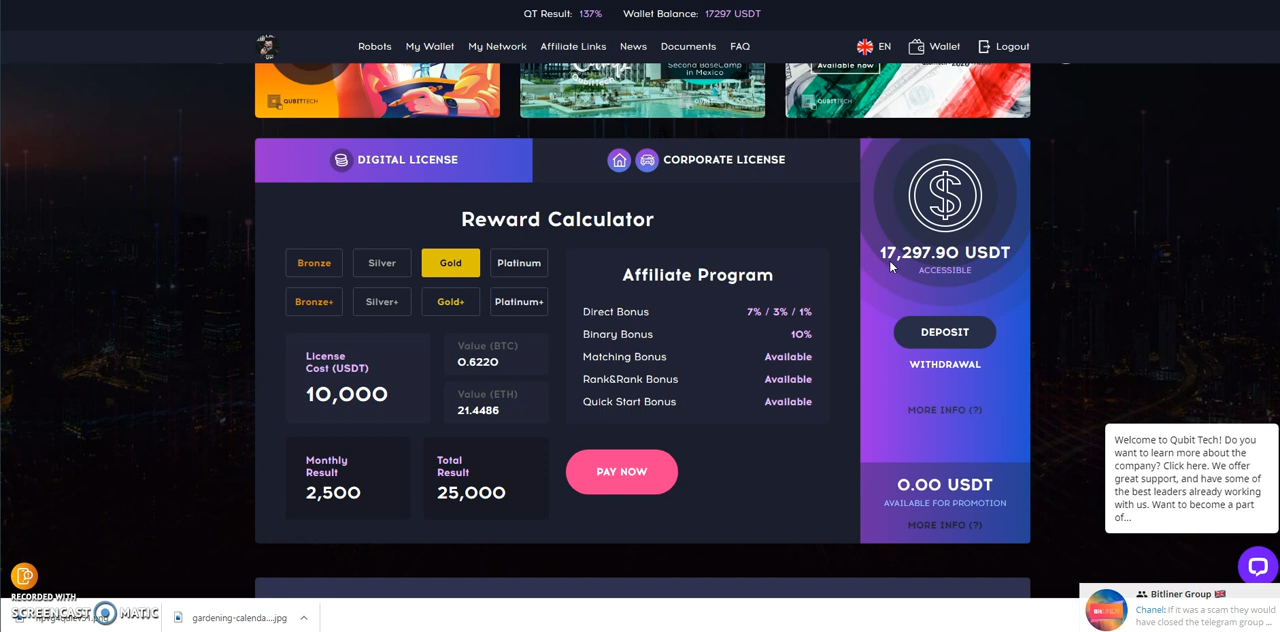 QT Result: 137% Wallet Balance: 17297 USDT
Robots My Wallet My Network Affiliate Links News Documents FAQ EN Wallet Logout
Second BaseCamp
in Mexico
Available now
QUBITTECH
QUBITTECH
QUBITTECH
DIGITAL LICENSE
CORPORATE LICENSE
Reward Calculator
Bronze Silver Gold Platinum
Bronze+ Silver+ Gold+ Platinum+
License
Cost (USDT)
10,000
Value (BTC)
0.6220
Value (ETH)
21.4486
Monthly
Result
2,500
Total
Result
25,000
Affiliate Program
Direct Bonus 7% / 3% / 1%
Binary Bonus 10%
Matching Bonus Available
Rank&Rank Bonus Available
Quick Start Bonus Available
PAY NOW
17,297.90 USDT
ACCESSIBLE
DEPOSIT
WITHDRAWAL
MORE INFO (?)
0.00 USDT
AVAILABLE FOR PROMOTION
MORE INFO (?)
Welcome to Qubit Tech! Do you
want to learn more about the
company? Click here. We offer
great support, and have some of
the best leaders already working
with us. Want to become a part
of...
RECORDED WITH
SCREENCAST MATIC
gardening-calenda....jpg
Bitliner Group
Chanel: If it was a scam they would
have closed the telegram group ...